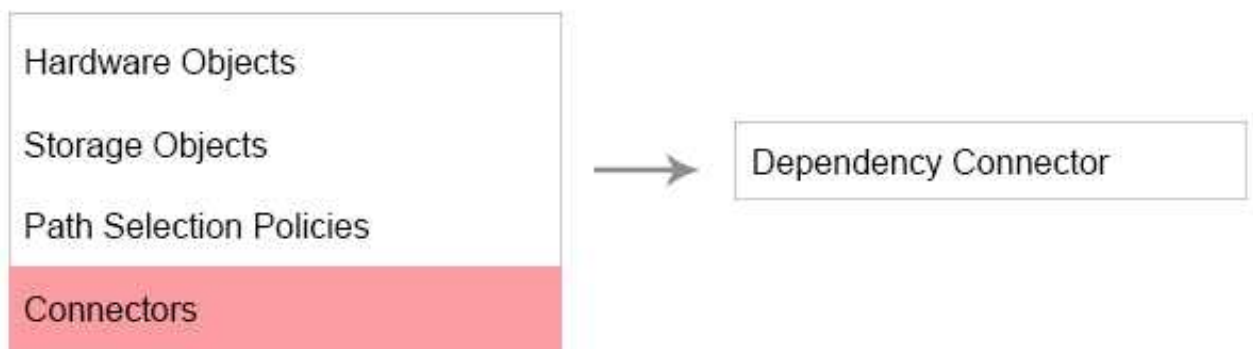 Hardware Objects
Storage Objects
Path Selection Policies
Connectors
Dependency Connector